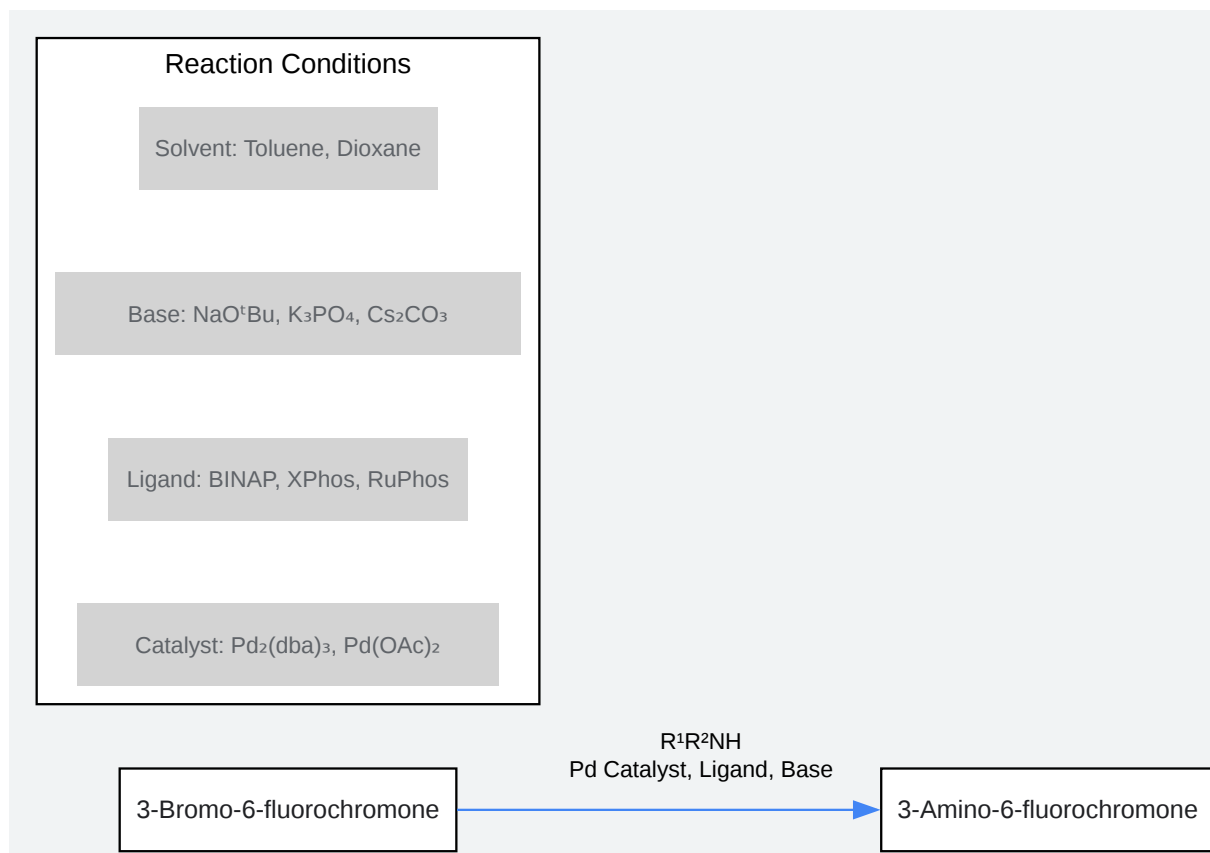 Reaction Conditions
Solvent: Toluene, Dioxane
Base: NaOᵗBu, K₃PO₄, Cs₂CO₃
Ligand: BINAP, XPhos, RuPhos
Catalyst: Pd₂(dba)₃, Pd(OAc)₂
R¹R²NH
Pd Catalyst, Ligand, Base
3-Bromo-6-fluorochromone
3-Amino-6-fluorochromone